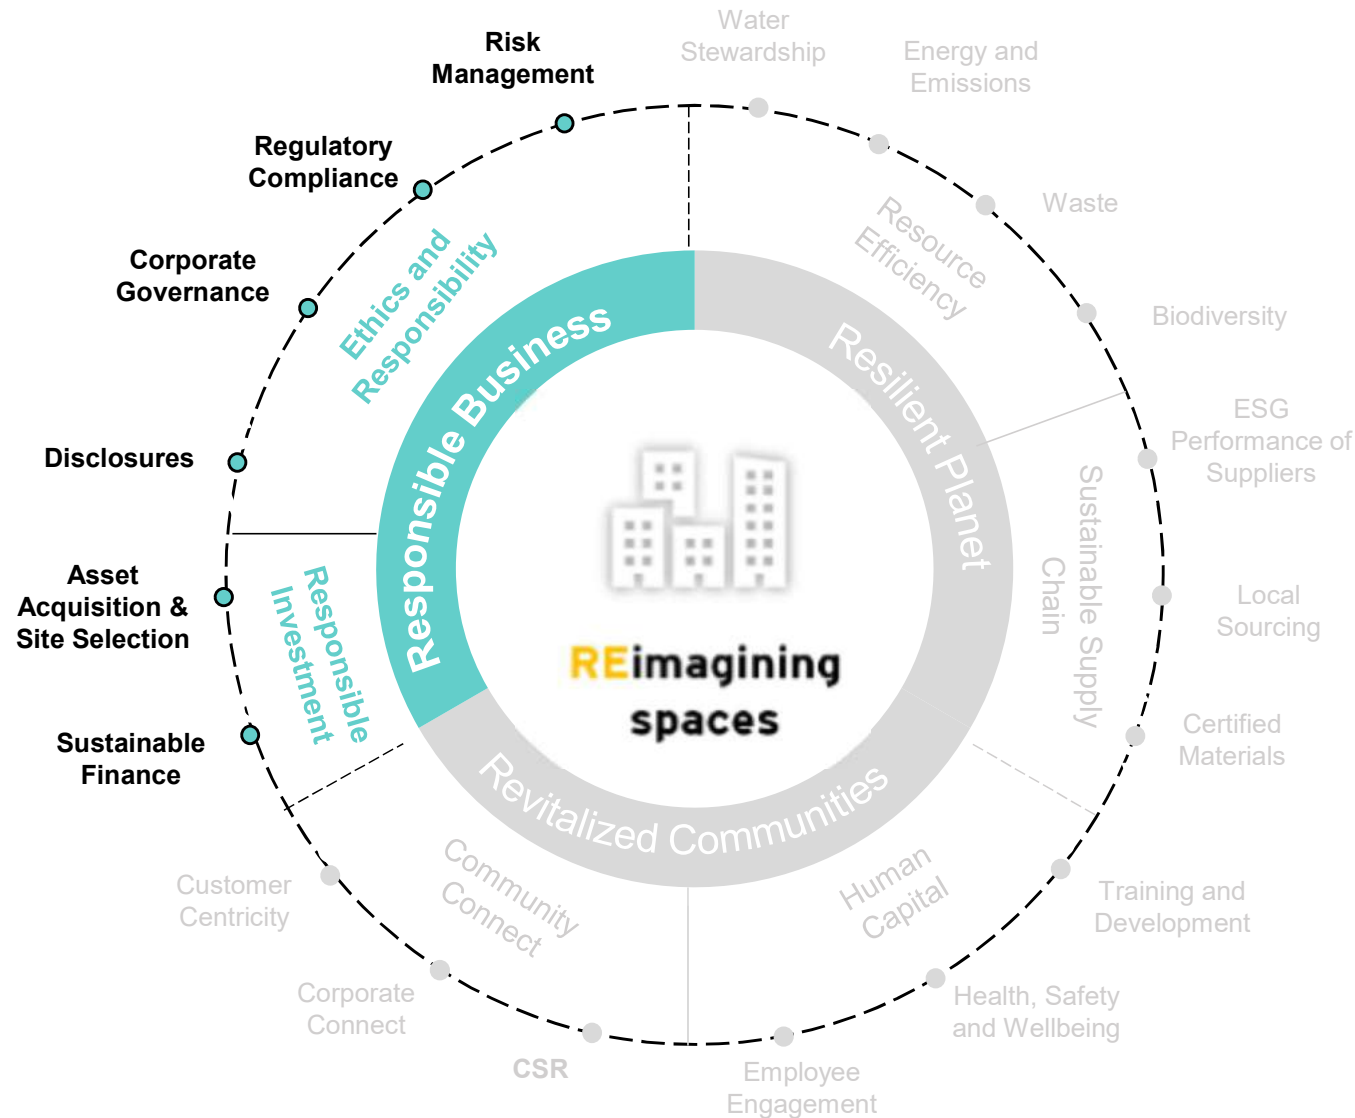 Water
Stewardship
Energy and
Emissions
Waste
Biodiversity
ESG
Performance of
Suppliers
Local
Sourcing
Certified
Materials
Training and
Development
Health, Safety
and Wellbeing
Employee
Engagement
CSR
Corporate
Connect
Customer
Centricity
Sustainable
Finance
Asset
Acquisition &
Site Selection
Disclosures
Corporate
Governance
Regulatory
Compliance
Risk
Management
Ethics and
Responsibility
Responsible
Investment
Resource
Efficiency
Sustainable Supply
Chain
Human
Capital
Community
Connect
Responsible Business
Resilient Planet
Revitalized Communities
REimagining
spaces